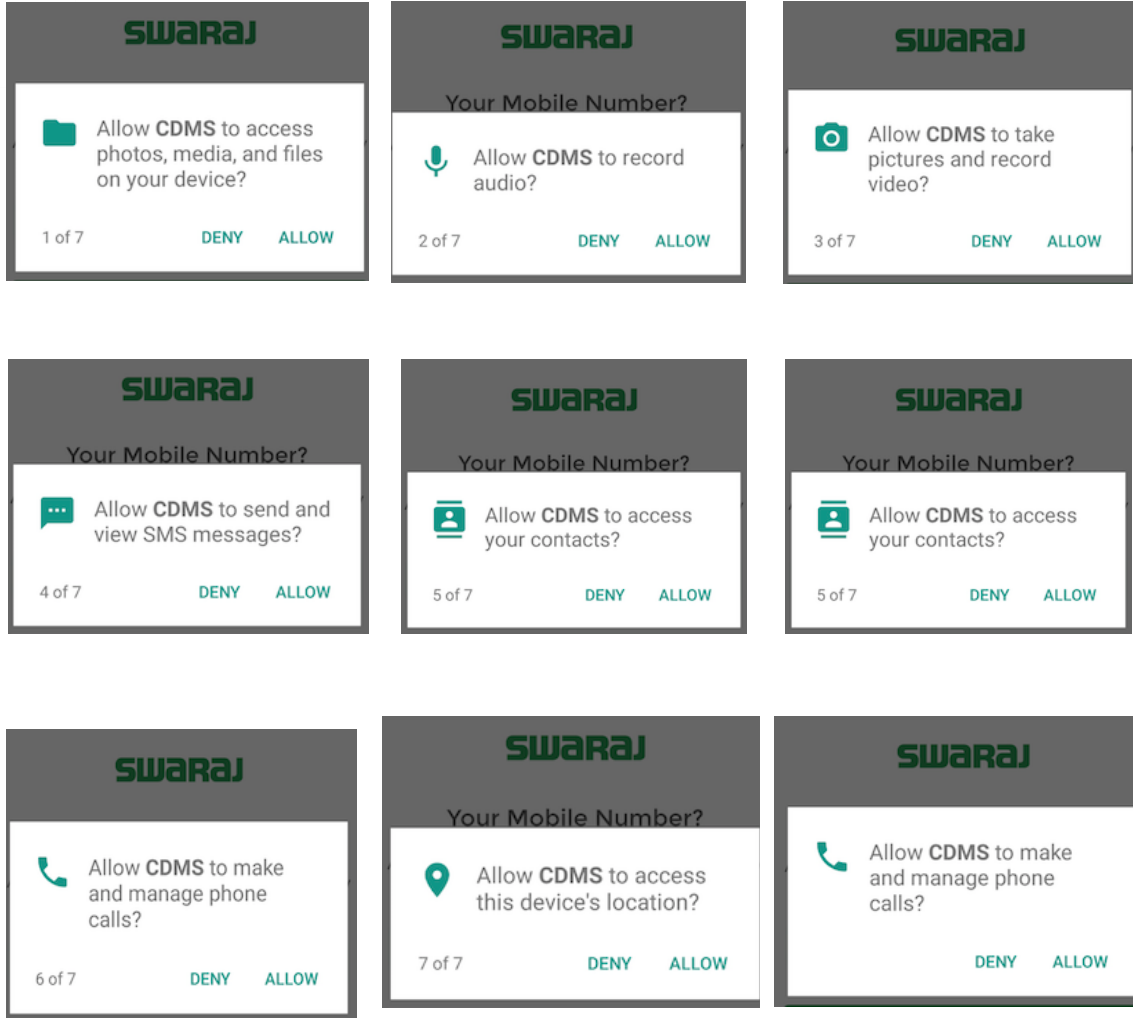 swaraj
Allow CDMS to access
photos, media, and files
on your device?
1 of 7 DENY ALLOW
swaraj
Your Mobile Number?
Allow CDMS to record
audio?
2 of 7 DENY ALLOW
swaraj
Allow CDMS to take
pictures and record
video?
3 of 7 DENY ALLOW
swaraj
Your Mobile Number?
Allow CDMS to send and
view SMS messages?
4 of 7 DENY ALLOW
swaraj
Your Mobile Number?
Allow CDMS to access
your contacts?
5 of 7 DENY ALLOW
swaraj
Your Mobile Number?
Allow CDMS to access
your contacts?
5 of 7 DENY ALLOW
swaraj
Allow CDMS to make
and manage phone
calls?
6 of 7 DENY ALLOW
swaraj
Your Mobile Number?
Allow CDMS to access
this device's location?
7 of 7 DENY ALLOW
swaraj
Allow CDMS to make
and manage phone
calls?
DENY ALLOW